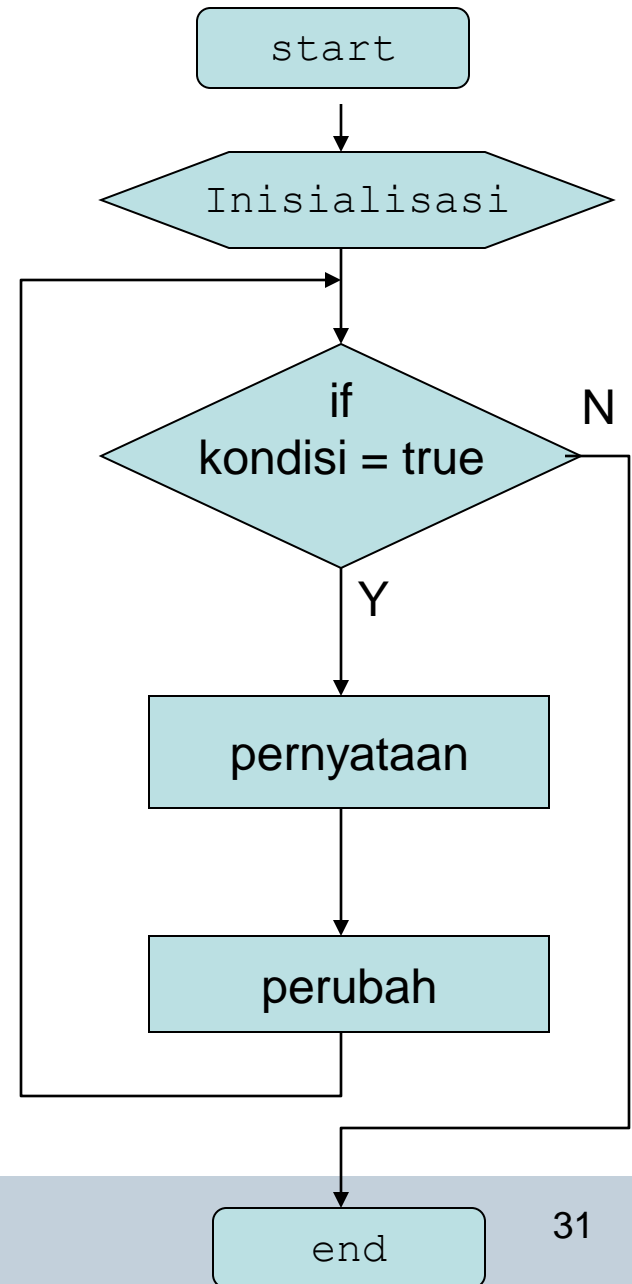 start
Inisialisasi
if
kondisi = true
N
Y
pernyataan
perubah
end
31